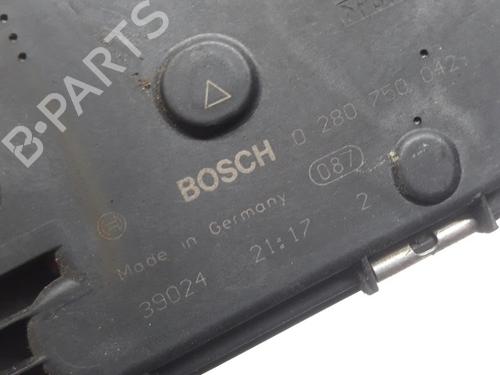 B-PARTS
BOSCH 0 280 750 042
087
Made in Germany
39024 21:17 2